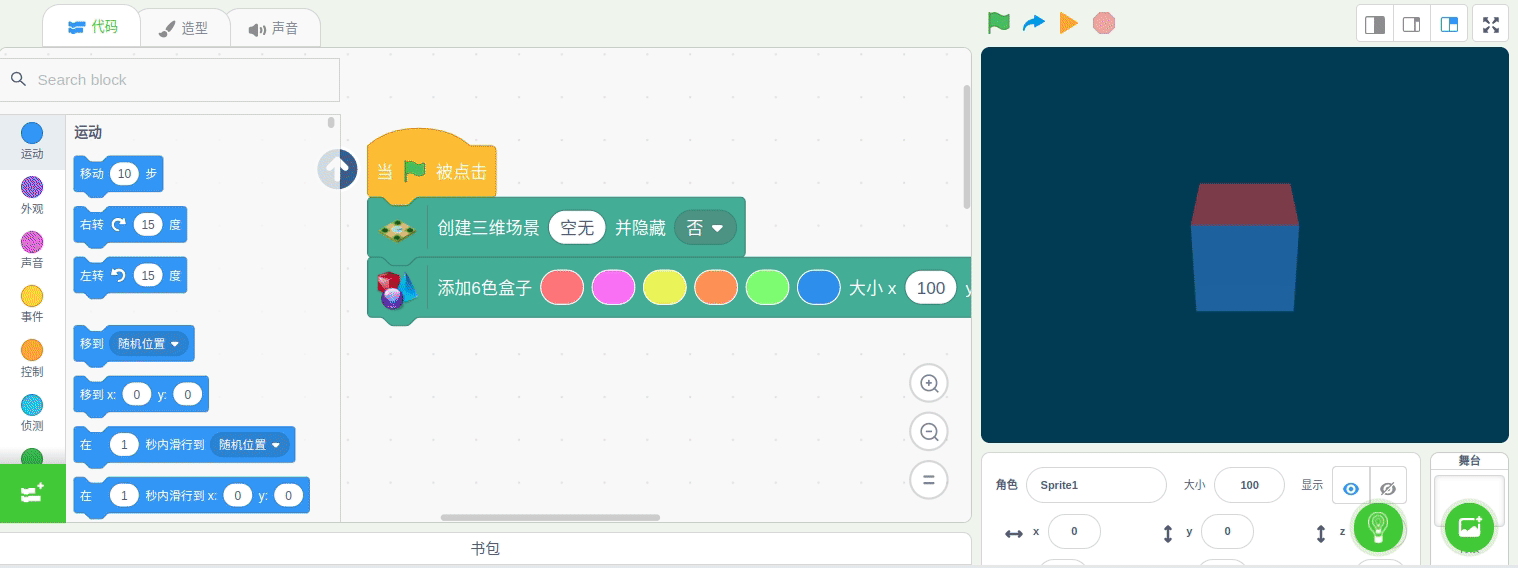 代码
造型
声音
Search block
运动
外观
声音
事件
控制
侦测
运动
移动 10 步
右转 15 度
左转 15 度
移到 随机位置
移到 x: 0 y: 0
在 1 秒内滑行到 随机位置
在 1 秒内滑行到 x: 0 y: 0
当 被点击
创建三维场景 空无 并隐藏 否
添加6色盒子 大小 x 100 y
书包
角色 Sprite1 大小 100 显示
x 0 y 0 z
舞台